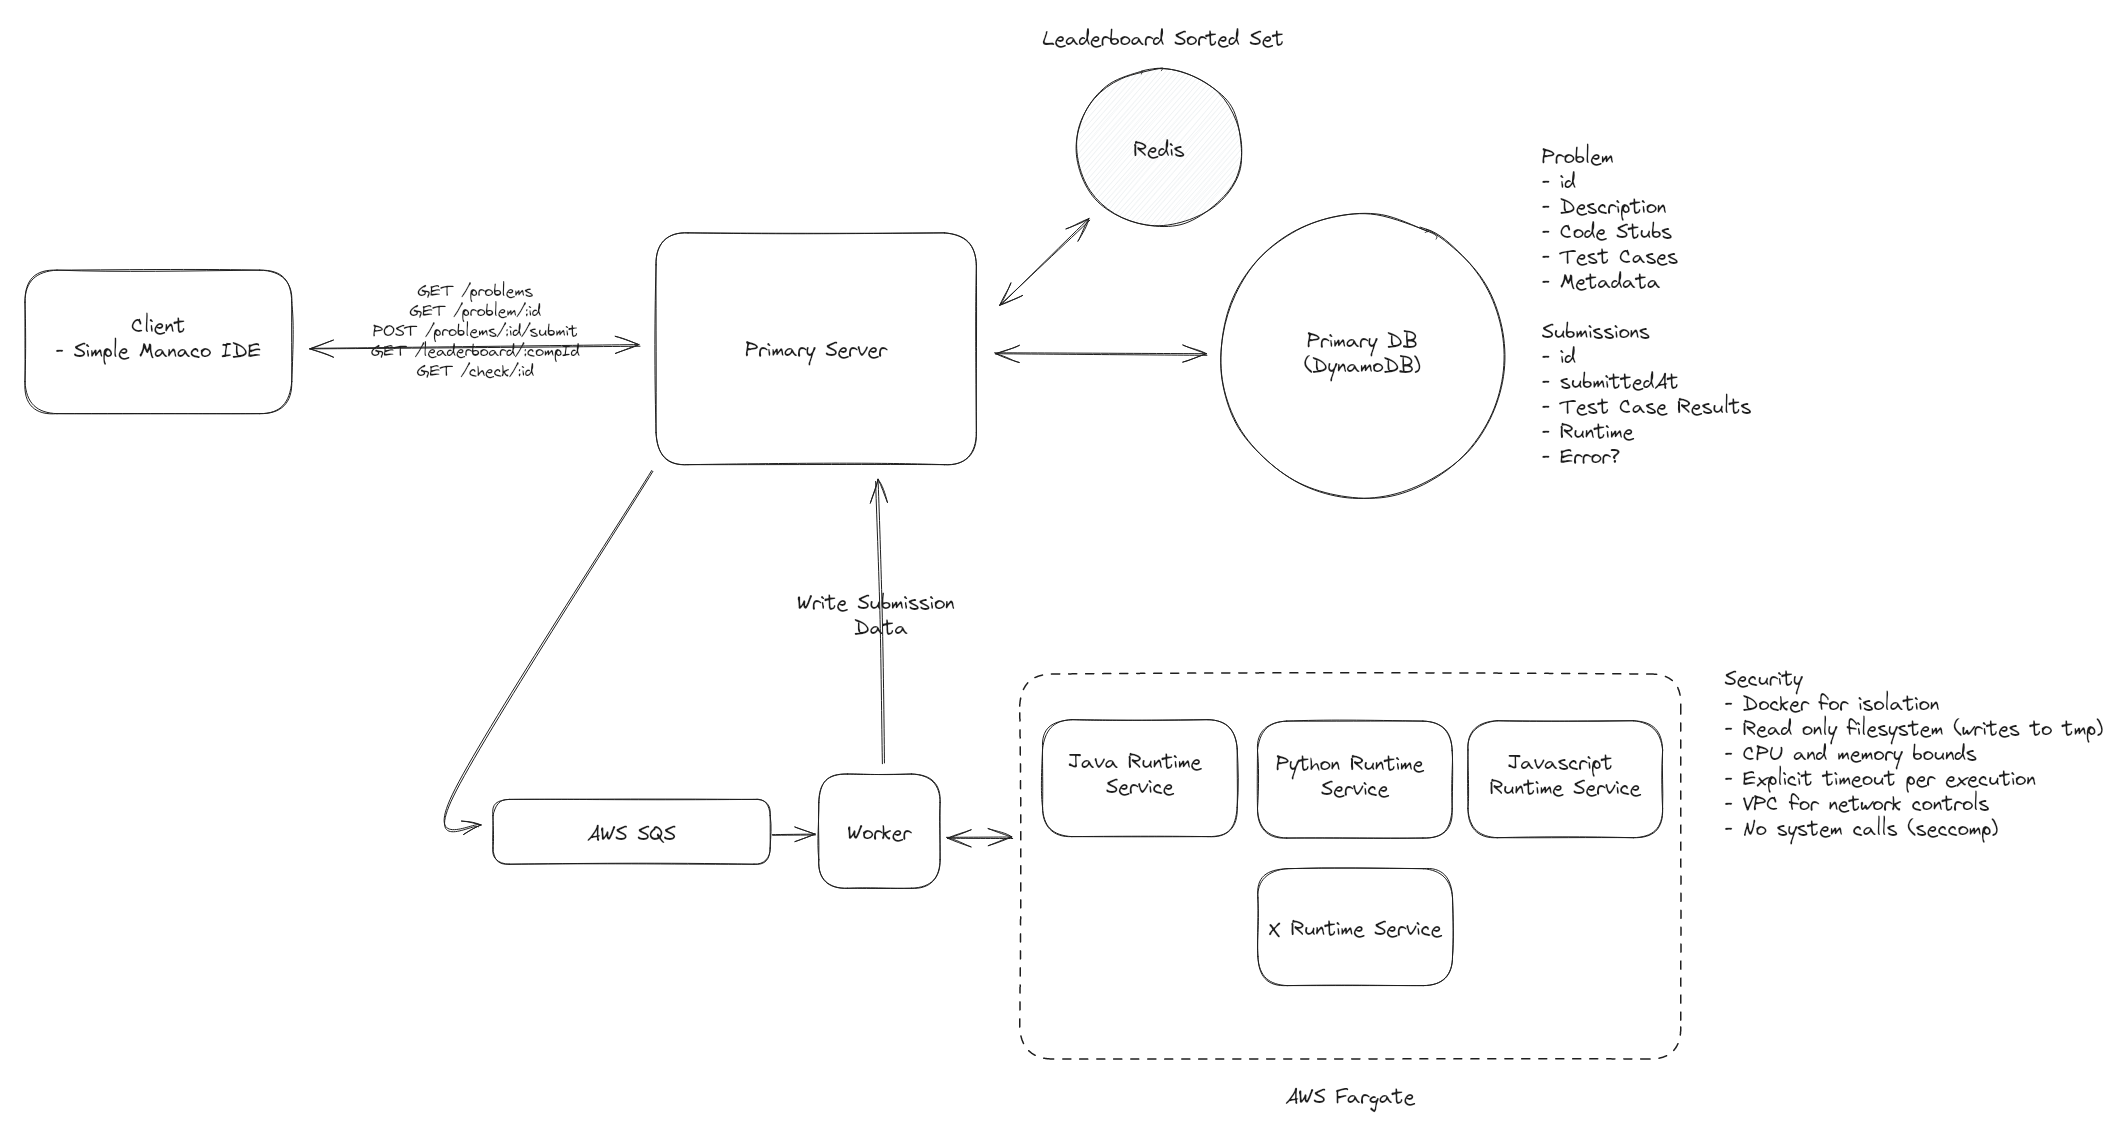 Leaderboard Sorted Set
Redis
Problem
- id
- Description
- Code Stubs
- Test Cases
- Metadata
Submissions
- id
- submittedAt
- Test Case Results
- Runtime
- Error?
Client
- Simple Manaco IDE
GET /problems
GET /problem/:id
POST /problems/:id/submit
GET /leaderboard/:compId
GET /check/:id
Primary Server
Primary DB
(DynamoDB)
Write Submission
Data
AWS SQS
Worker
Java Runtime
Service
Python Runtime
Service
Javascript
Runtime Service
X Runtime Service
AWS Fargate
Security
- Docker for isolation
- Read only filesystem (writes to tmp)
- CPU and memory bounds
- Explicit timeout per execution
- VPC for network controls
- No system calls (seccomp)